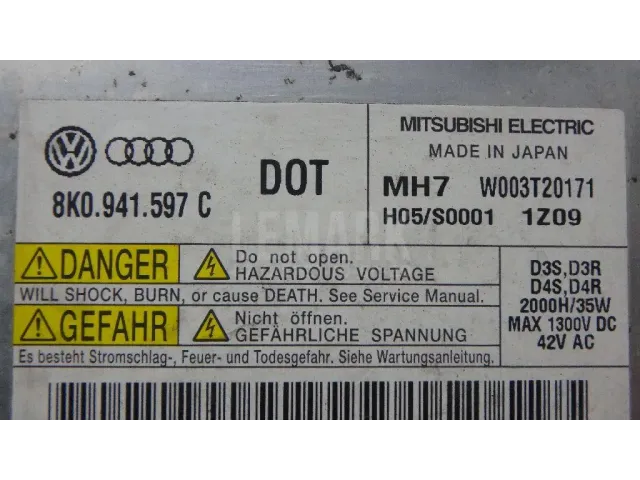 8K0.941.597 C
DOT
MITSUBISHI ELECTRIC
MADE IN JAPAN
MH7 W003T20171
H05/S0001 1Z09
LEMARK
DANGER
Do not open.
HAZARDOUS VOLTAGE
WILL SHOCK, BURN, or cause DEATH. See Service Manual.
GEFAHR
Nicht öffnen.
GEFÄHRLICHE SPANNUNG
Es besteht Stromschlag-, Feuer- und Todesgefahr. Siehe Wartungsanleitung.
D3S,D3R
D4S,D4R
2000H/35W
MAX 1300V DC
42V AC